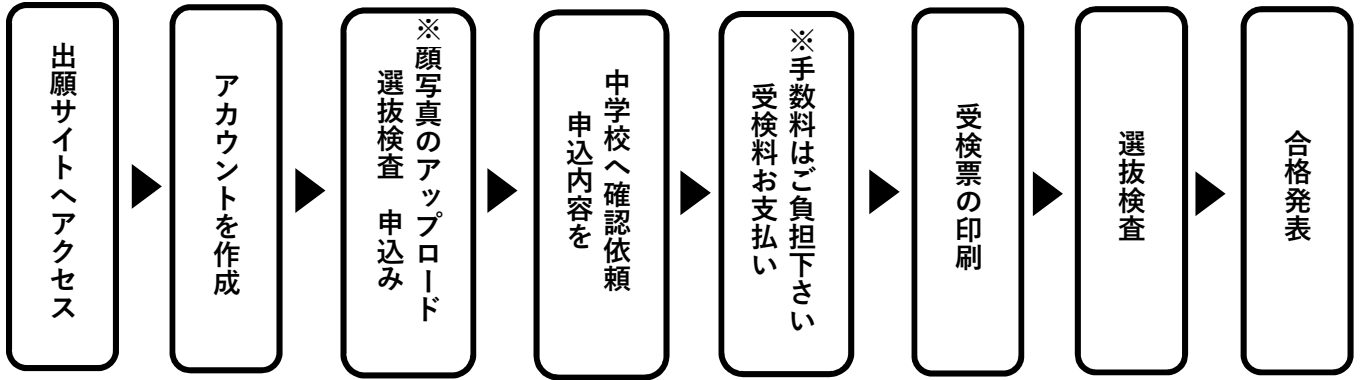 出願サイトへアクセス
アカウントを作成
選抜検査　申込み
※顔写真のアップロード
申込内容を
中学校へ確認依頼
受検料お支払い
※手数料はご負担下さい
受検票の印刷
選抜検査
合格発表